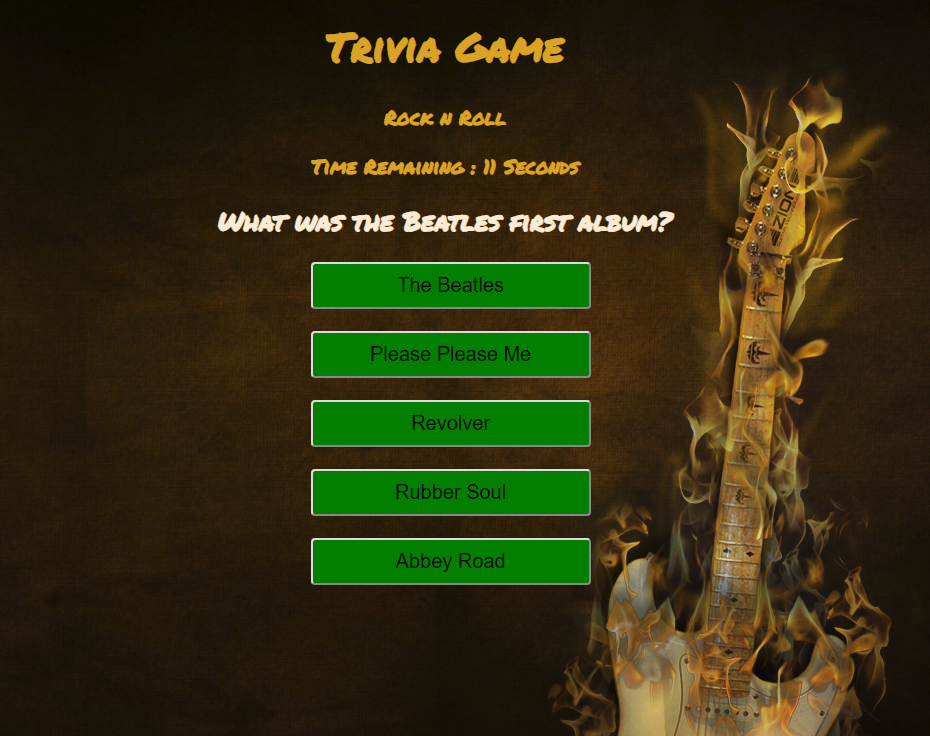 Trivia Game
Rock n Roll
Time Remaining : 11 Seconds
What was the Beatles first album?
The Beatles
Please Please Me
Revolver
Rubber Soul
Abbey Road
ZION